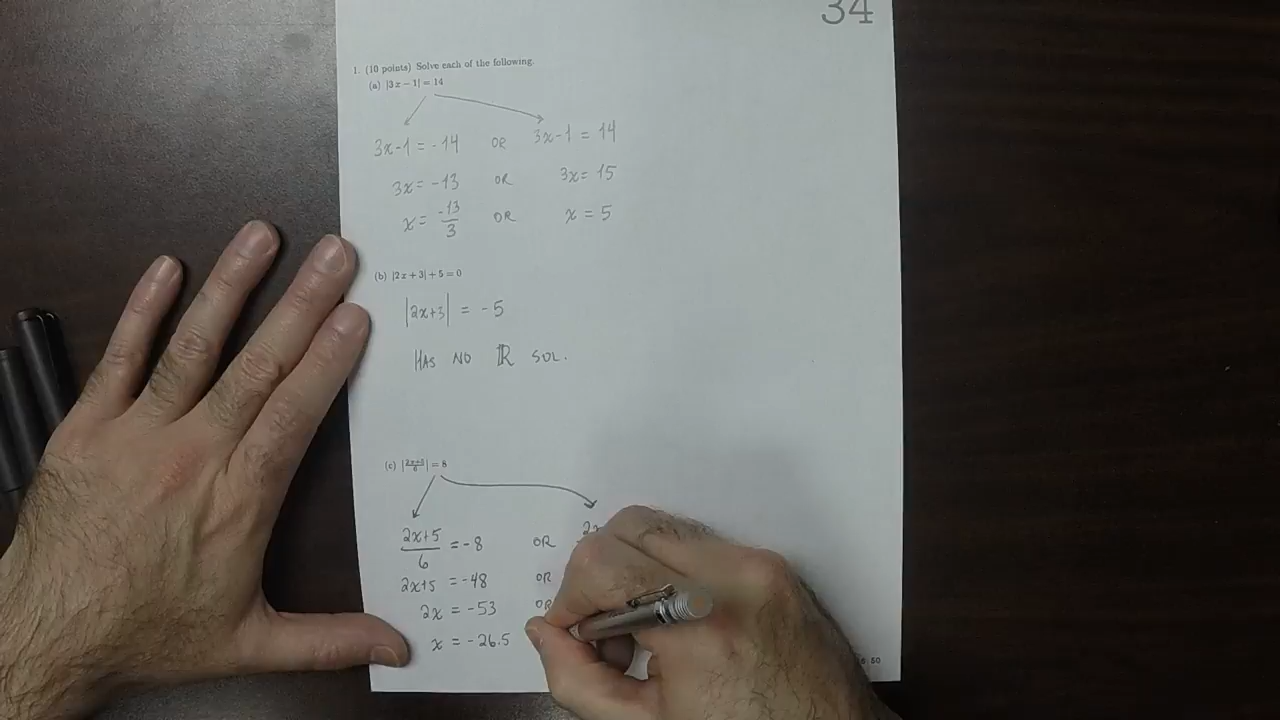 34
1. (10 points) Solve each of the following.
(a) |3x − 1| = 14
3x-1 = -14 OR 3x-1 = 14
3x = -13 OR 3x = 15
x = -13/3 OR x = 5
(b) |2x + 3| + 5 = 0
|2x+3| = -5
HAS NO ℝ SOL.
(c) = 8
2x+5/6 = -8 OR 2x
2x+5 = -48 OR
2x = -53 OR
x = -26.5
50